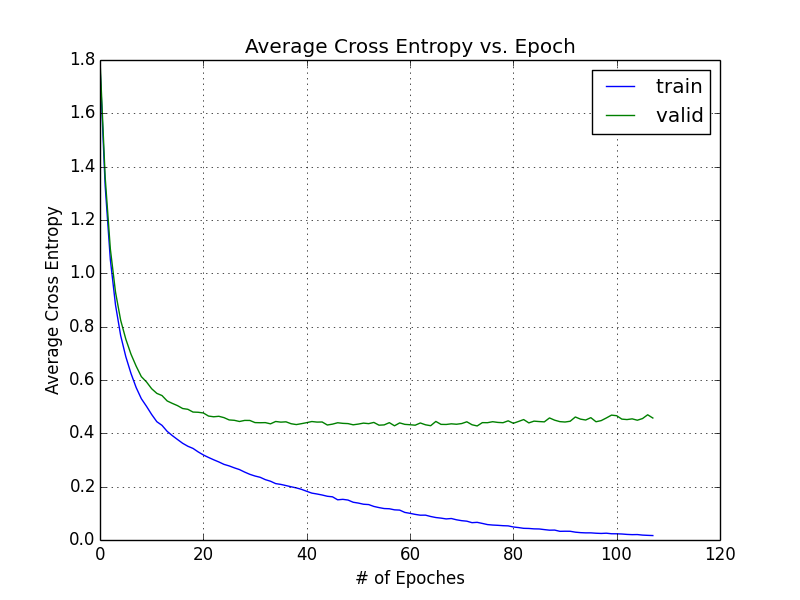 Average Cross Entropy vs. Epoch
train
valid
1.8
1.6
1.4
1.2
1.0
0.8
0.6
0.4
0.2
0.0
Average Cross Entropy
0 20 40 60 80 100 120
# of Epoches